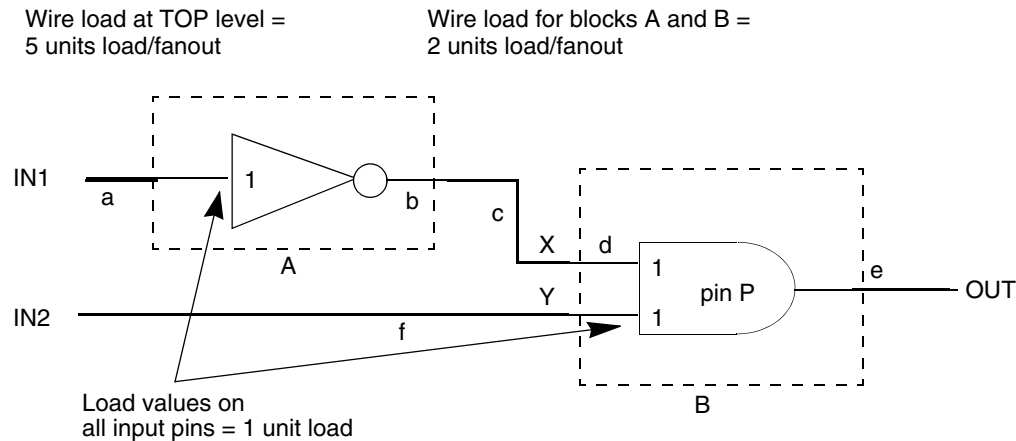 Wire load at TOP level =
5 units load/fanout
Wire load for blocks A and B =
2 units load/fanout
IN1
a
1
b
c
A
X
d
1
pin P
e
OUT
Y
1
IN2
f
B
Load values on
all input pins = 1 unit load